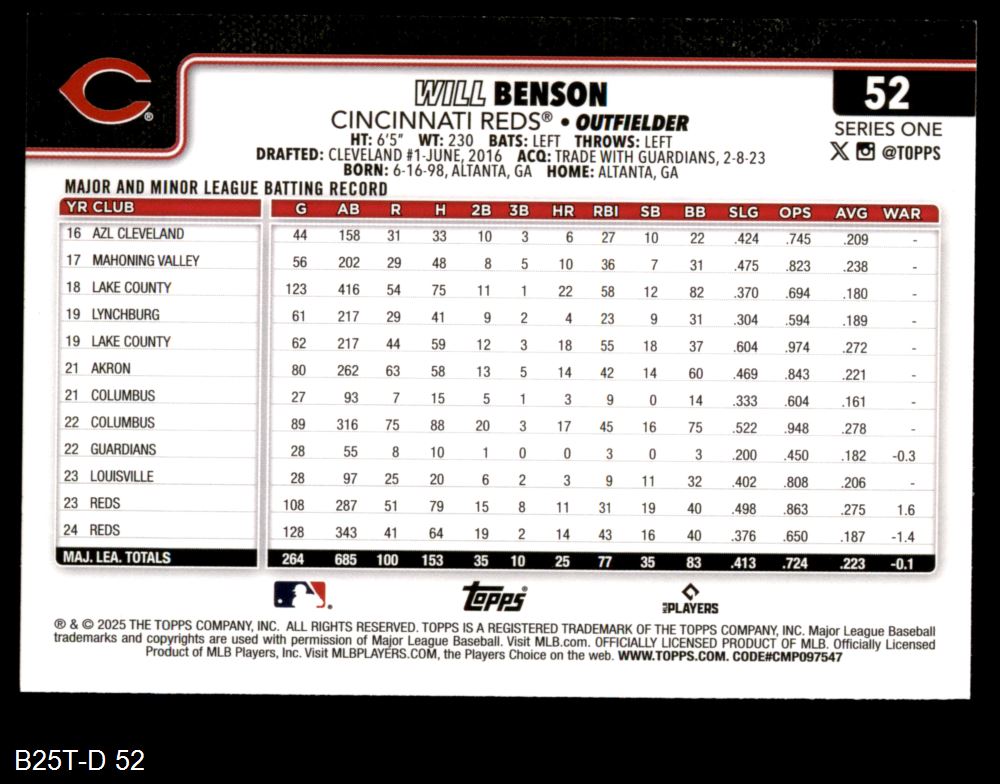 WILL BENSON
52
CINCINNATI REDS® • OUTFIELDER
SERIES ONE
HT: 6'5" WT: 230 BATS: LEFT THROWS: LEFT
@TOPPS
DRAFTED: CLEVELAND #1-JUNE, 2016 ACQ: TRADE WITH GUARDIANS, 2-8-23
BORN: 6-16-98, ALTANTA, GA HOME: ALTANTA, GA
MAJOR AND MINOR LEAGUE BATTING RECORD
YR CLUB G AB R H 2B 3B HR RBI SB BB SLG OPS AVG WAR
16 AZL CLEVELAND 44 158 31 33 10 3 6 27 10 22 .424 .745 .209 -
17 MAHONING VALLEY 56 202 29 48 8 5 10 36 7 31 .475 .823 .238 -
18 LAKE COUNTY 123 416 54 75 11 1 22 58 12 82 .370 .694 .180 -
19 LYNCHBURG 61 217 29 41 9 2 4 23 9 31 .304 .594 .189 -
19 LAKE COUNTY 62 217 44 59 12 3 18 55 18 37 .604 .974 .272 -
21 AKRON 80 262 63 58 13 5 14 42 14 60 .469 .843 .221 -
21 COLUMBUS 27 93 7 15 5 1 3 9 0 14 .333 .604 .161 -
22 COLUMBUS 89 316 75 88 20 3 17 45 16 75 .522 .948 .278 -
22 GUARDIANS 28 55 8 10 1 0 0 3 0 3 .200 .450 .182 -0.3
23 LOUISVILLE 28 97 25 20 6 2 3 9 11 32 .402 .808 .206 -
23 REDS 108 287 51 79 15 8 11 31 19 40 .498 .863 .275 1.6
24 REDS 128 343 41 64 19 2 14 43 16 40 .376 .650 .187 -1.4
MAJ. LEA. TOTALS 264 685 100 153 35 10 25 77 35 83 .413 .724 .223 -0.1
Topps®
MLB PLAYERS
® & © 2025 THE TOPPS COMPANY, INC. ALL RIGHTS RESERVED. TOPPS IS A REGISTERED TRADEMARK OF THE TOPPS COMPANY, INC. Major League Baseball
trademarks and copyrights are used with permission of Major League Baseball. Visit MLB.com. OFFICIALLY LICENSED PRODUCT OF MLB. Officially Licensed
Product of MLB Players, Inc. Visit MLBPLAYERS.COM, the Players Choice on the web. WWW.TOPPS.COM. CODE#CMP097547
B25T-D 52